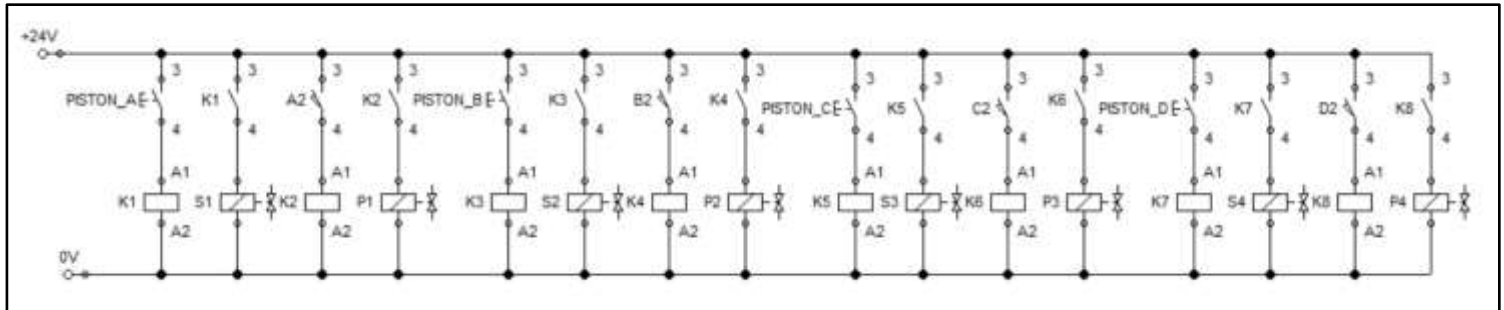 +24V
3 3 3 3 3 3 3 3 3 3 3 3 3 3 3 3
PISTON_A K1 A2 K2 PISTON_B K3 B2 K4 PISTON_C K5 C2 K6 PISTON_D K7 D2 K8
4 4 4 4 4 4 4 4 4 4 4 4 4 4 4 4
A1 A1 A1 A1 A1 A1 A1 A1
K1 S1 K2 P1 K3 S2 K4 P2 K5 S3 K6 P3 K7 S4 K8 P4
A2 A2 A2 A2 A2 A2 A2 A2
0V